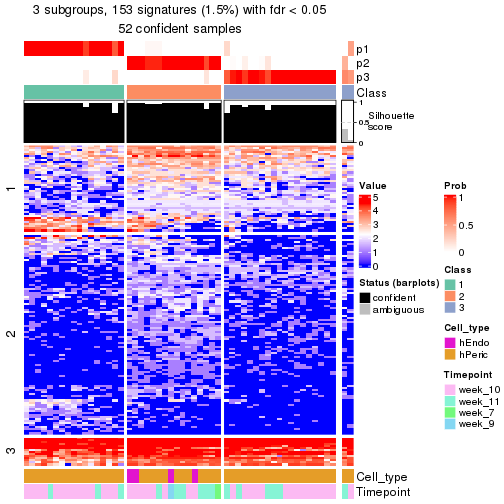 3 subgroups, 153 signatures (1.5%) with fdr < 0.05
52 confident samples
p1
p2
p3
Class
1
0.5
0
Silhouette
score
1
2
3
Cell_type
Timepoint
Value
5
4
3
2
1
0
Status (barplots)
confident
ambiguous
Prob
1
0.5
0
Class
1
2
3
Cell_type
hEndo
hPeric
Timepoint
week_10
week_11
week_7
week_9